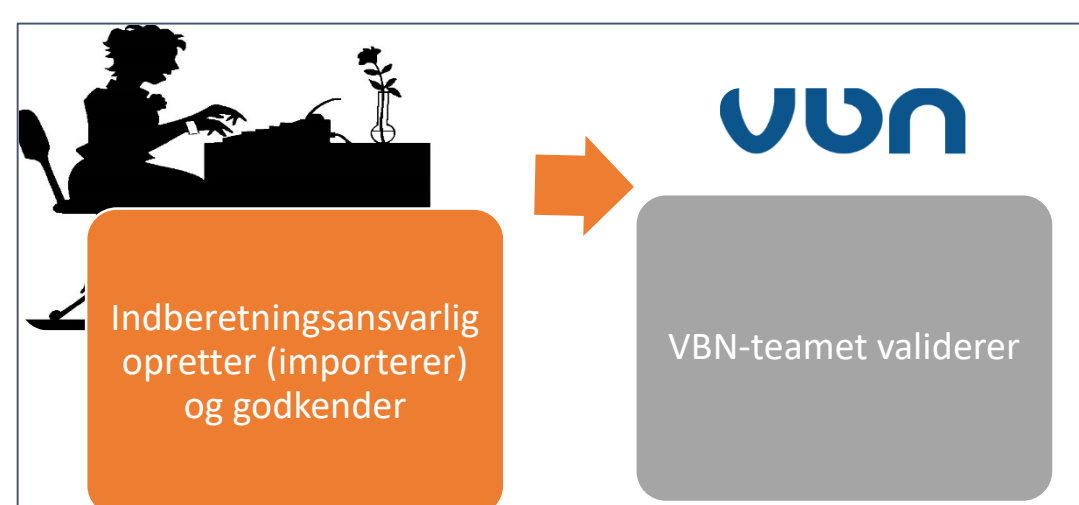 vbn
Indberetningsansvarlig
opretter (importerer)
og godkender
VBN-teamet validerer